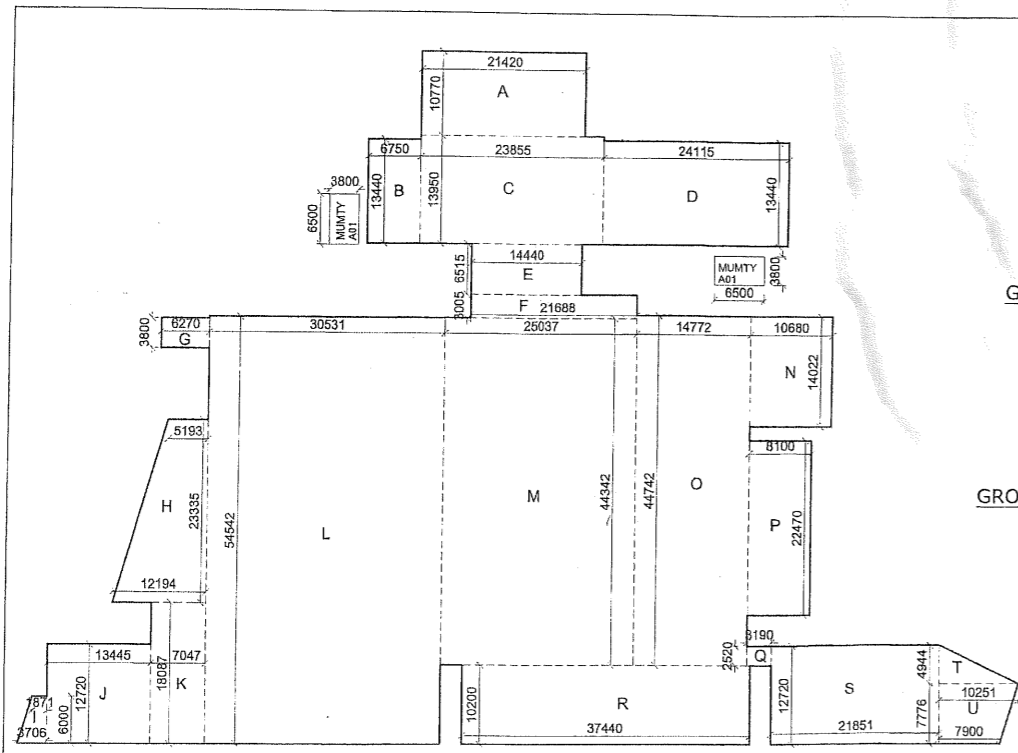 21420
10770
A
6750
23855
24115
3800
6500
MUMTY
A01
13440
B
13950
C
D
13440
14440
6515
E
MUMTY
A01
3800
6500
G
3005
F
21688
6270
30531
25037
14772
10680
3800
G
N
14022
5193
8100
H
23335
54542
L
M
44342
44742
O
P
22470
GRO
12194
3190
2520
Q
13445
7047
18087
12720
J
K
4944
T
1871
I
6000
3706
10200
R
37440
12720
S
21851
7776
10251
U
7900